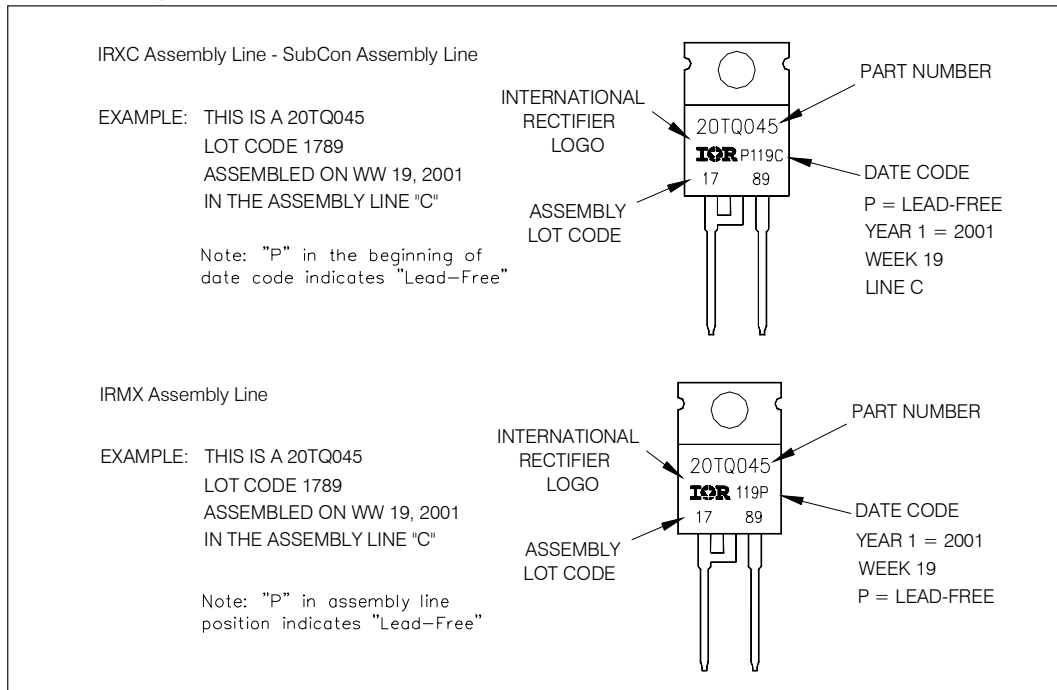 IRXC Assembly Line - SubCon Assembly Line
EXAMPLE: THIS IS A 20TQ045
LOT CODE 1789
ASSEMBLED ON WW 19, 2001
IN THE ASSEMBLY LINE "C"
Note: "P" in the beginning of
date code indicates "Lead-Free"
INTERNATIONAL
RECTIFIER
LOGO
ASSEMBLY
LOT CODE
20TQ045
IOR P119C
17 89
PART NUMBER
DATE CODE
P = LEAD-FREE
YEAR 1 = 2001
WEEK 19
LINE C
IRMX Assembly Line
EXAMPLE: THIS IS A 20TQ045
LOT CODE 1789
ASSEMBLED ON WW 19, 2001
IN THE ASSEMBLY LINE "C"
Note: "P" in assembly line
position indicates "Lead-Free"
INTERNATIONAL
RECTIFIER
LOGO
ASSEMBLY
LOT CODE
20TQ045
IOR 119P
17 89
PART NUMBER
DATE CODE
YEAR 1 = 2001
WEEK 19
P = LEAD-FREE